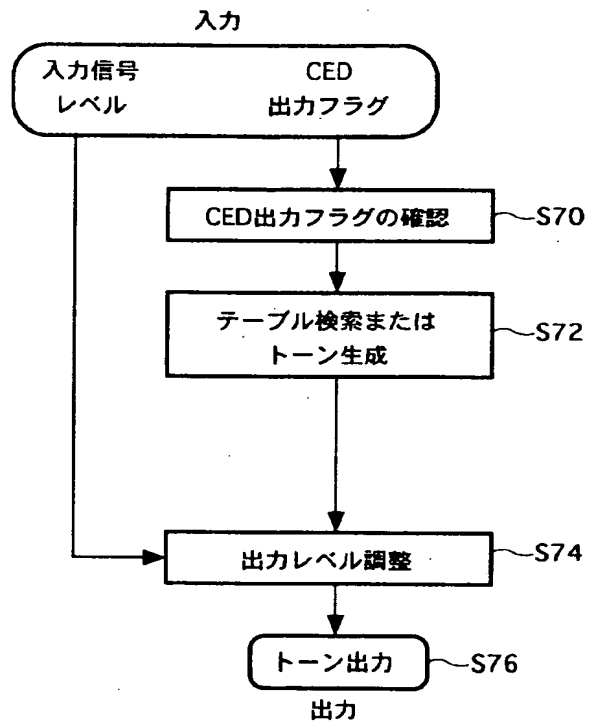 入力
入力信号 CED
レベル 出力フラグ
CED出力フラグの確認 S70
テーブル検索または
トーン生成 S72
出力レベル調整 S74
トーン出力 S76
出力